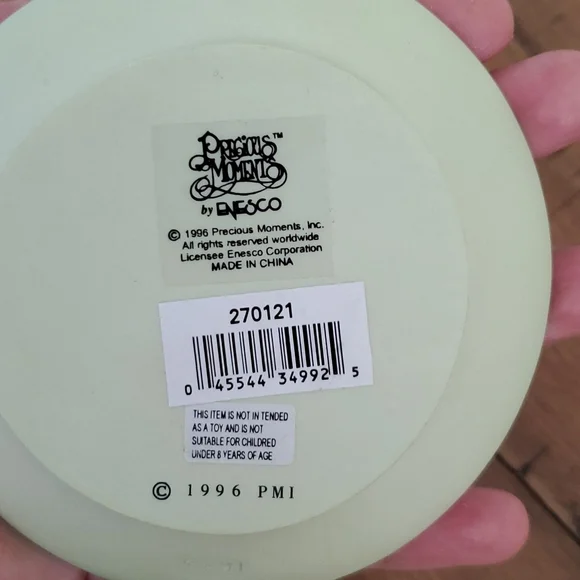 PRECIOUS MOMENTS™
by ENESCO
© 1996 Precious Moments, Inc.
All rights reserved worldwide
Licensee Enesco Corporation
MADE IN CHINA
270121
0 45544 34992 5
THIS ITEM IS NOT IN TENDED
AS A TOY AND IS NOT
SUITABLE FOR CHILDRED
UNDER 8 YEARS OF AGE
© 1996 PMI